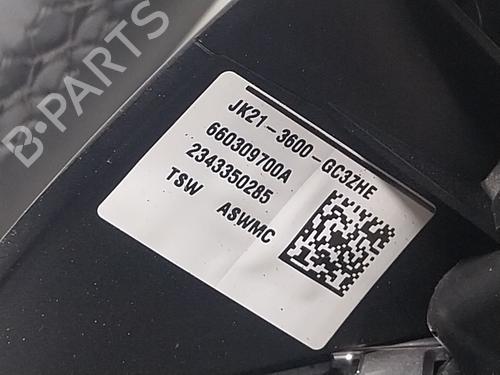 B-PARTS
JK21-3600-GC3ZHE
660309700A
2343350285
TSW ASWMC